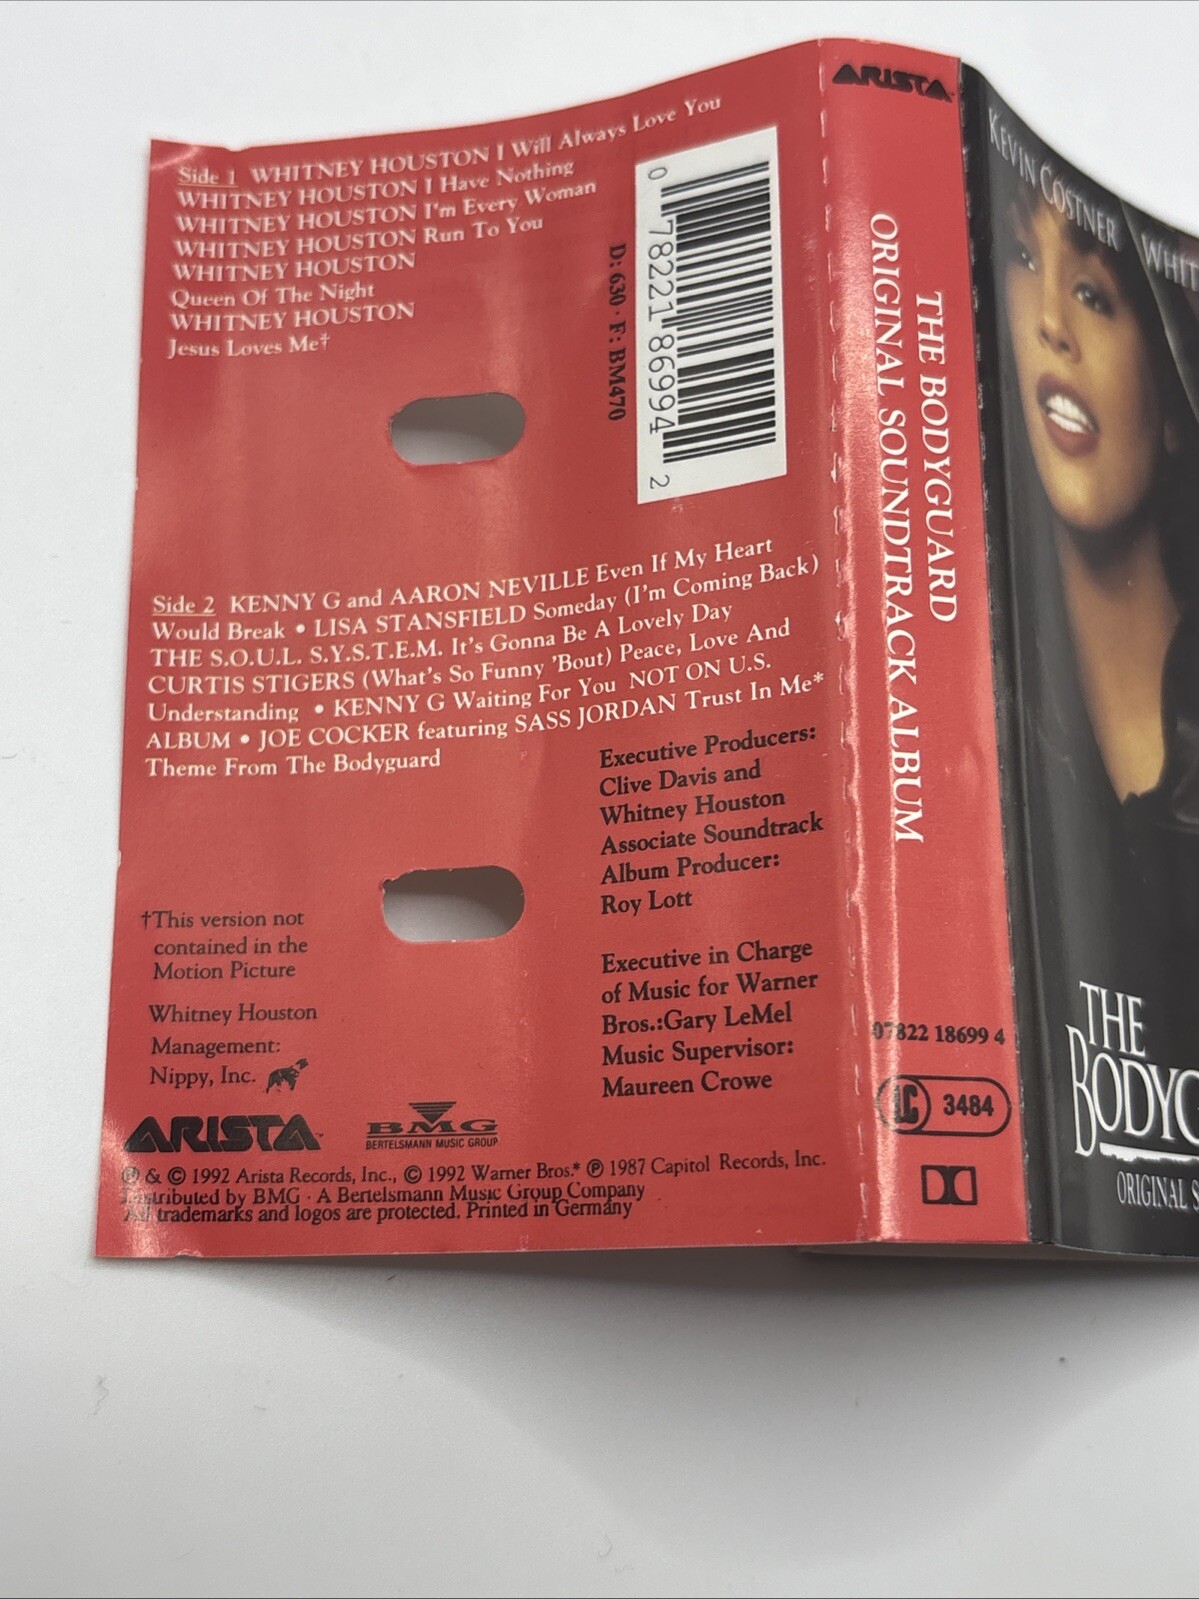 Side 1 WHITNEY HOUSTON I Will Always Love You
WHITNEY HOUSTON I Have Nothing
WHITNEY HOUSTON I'm Every Woman
WHITNEY HOUSTON Run To You
WHITNEY HOUSTON
Queen Of The Night
WHITNEY HOUSTON
Jesus Loves Me†
0 78221 86994 2
D: 630 · F: BM470
Side 2 KENNY G and AARON NEVILLE Even If My Heart
Would Break • LISA STANSFIELD Someday (I'm Coming Back)
THE S.O.U.L. S.Y.S.T.E.M. It's Gonna Be A Lovely Day
CURTIS STIGERS (What's So Funny 'Bout) Peace, Love And
Understanding • KENNY G Waiting For You NOT ON U.S.
ALBUM • JOE COCKER featuring SASS JORDAN Trust In Me*
Theme From The Bodyguard
Executive Producers:
Clive Davis and
Whitney Houston
Associate Soundtrack
Album Producer:
Roy Lott
Executive in Charge
of Music for Warner
Bros.:Gary LeMel
Music Supervisor:
Maureen Crowe
†This version not
contained in the
Motion Picture
Whitney Houston
Management:
Nippy, Inc.
ARISTA
BMG
BERTELSMANN MUSIC GROUP
℗ & © 1992 Arista Records, Inc., © 1992 Warner Bros.* ℗ 1987 Capitol Records, Inc.
Distributed by BMG · A Bertelsmann Music Group Company
All trademarks and logos are protected. Printed in Germany
ARISTA
THE BODYGUARD
ORIGINAL SOUNDTRACK ALBUM
07822 18699 4
LC 3484
KEVIN COSTNER WHIT
THE
BODYG
ORIGINAL S